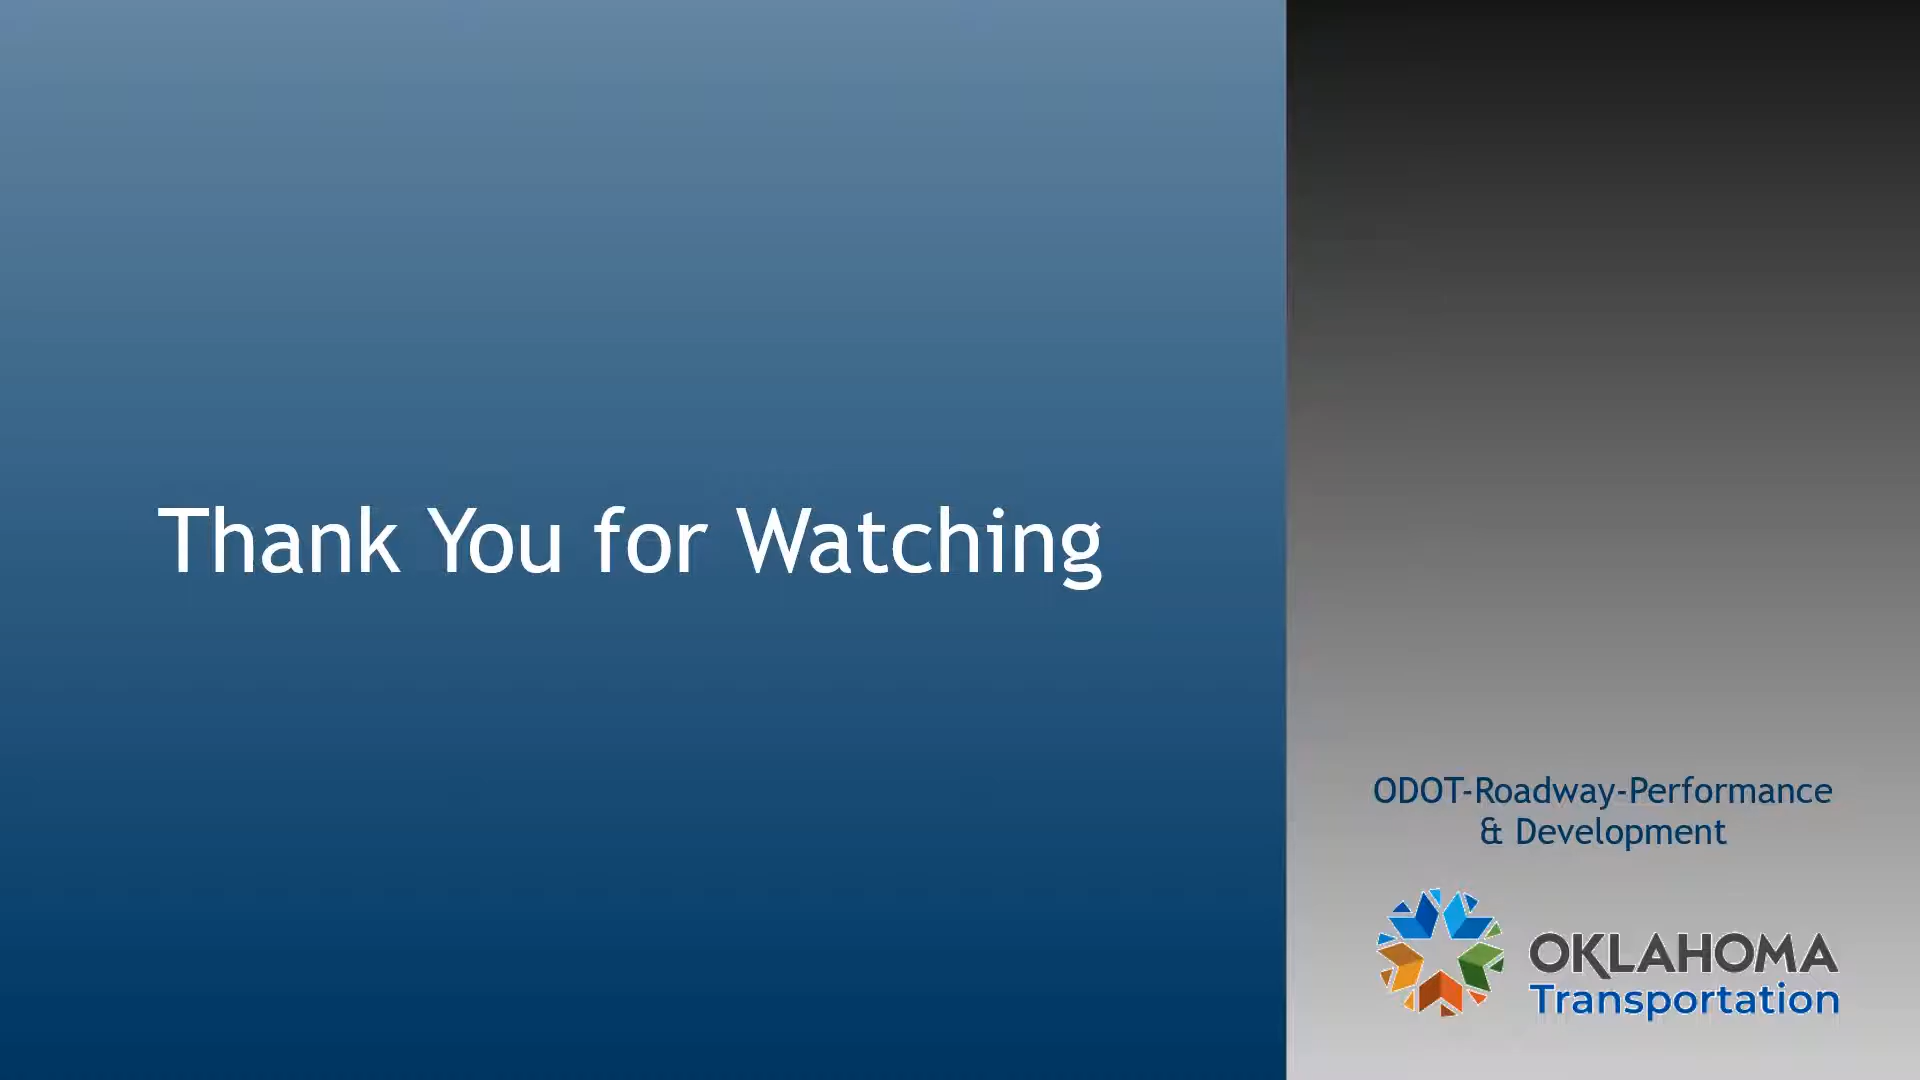 Thank You for Watching
ODOT-Roadway-Performance
& Development
OKLAHOMA
Transportation